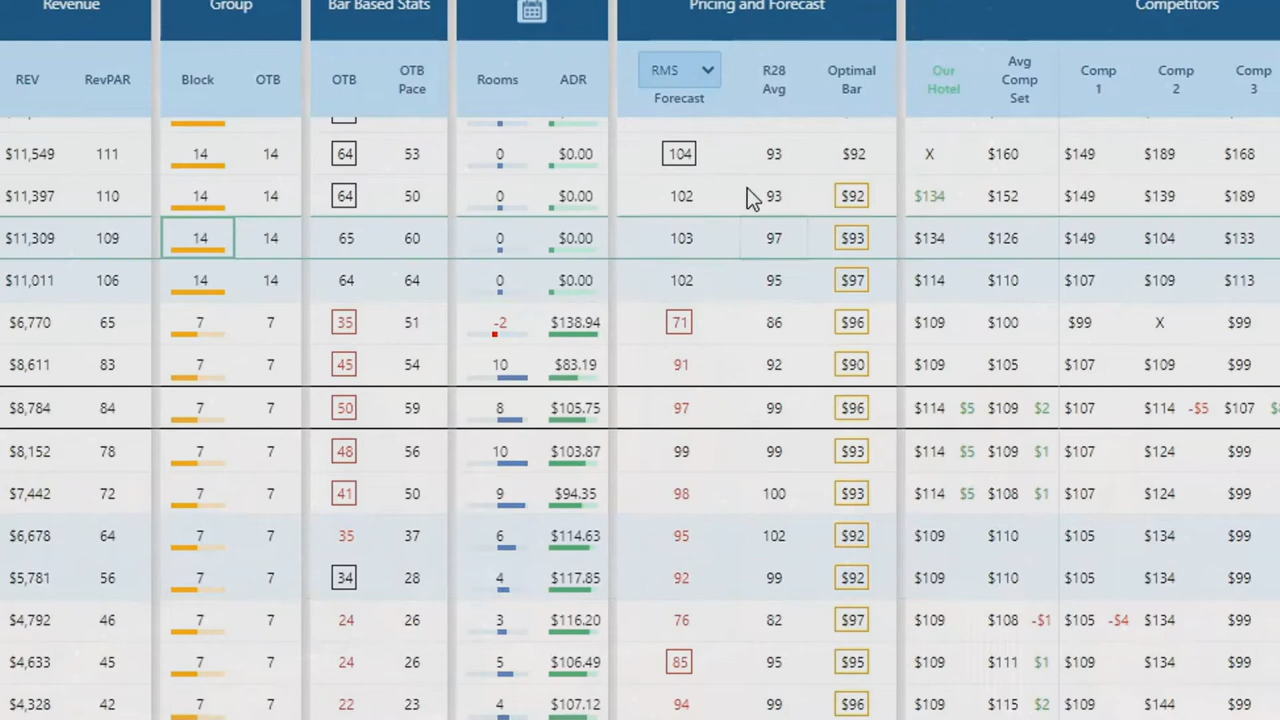 Revenue Group Bar Based Stats Pricing and Forecast Competitors
REV RevPAR Block OTB OTB OTB Pace Rooms ADR RMS Forecast R28 Avg Optimal Bar Our Hotel Avg Comp Set Comp 1 Comp 2 Comp 3
$11,549 111 14 14 64 53 0 $0.00 104 93 $92 X $160 $149 $189 $168
$11,397 110 14 14 64 50 0 $0.00 102 93 $92 $134 $152 $149 $139 $189
$11,309 109 14 14 65 60 0 $0.00 103 97 $93 $134 $126 $149 $104 $133
$11,011 106 14 14 64 64 0 $0.00 102 95 $97 $114 $110 $107 $109 $113
$6,770 65 7 7 35 51 -2 $138.94 71 86 $96 $109 $100 $99 X $99
$8,611 83 7 7 45 54 10 $83.19 91 92 $90 $109 $105 $107 $109 $99
$8,784 84 7 7 50 59 8 $105.75 97 99 $96 $114 $5 $109 $2 $107 $114 -$5 $107
$8,152 78 7 7 48 56 10 $103.87 99 99 $93 $114 $5 $109 $1 $107 $124 $99
$7,442 72 7 7 41 50 9 $94.35 98 100 $93 $114 $5 $108 $1 $107 $124 $99
$6,678 64 7 7 35 37 6 $114.63 95 102 $92 $109 $110 $105 $134 $99
$5,781 56 7 7 34 28 4 $117.85 92 99 $92 $109 $110 $105 $134 $99
$4,792 46 7 7 24 26 3 $116.20 76 82 $97 $109 $108 -$1 $105 -$4 $134 $99
$4,633 45 7 7 24 26 5 $106.49 85 95 $95 $109 $111 $1 $109 $134 $99
$4,328 42 7 7 22 23 4 $107.12 94 99 $96 $109 $115 $2 $109 $144 $99